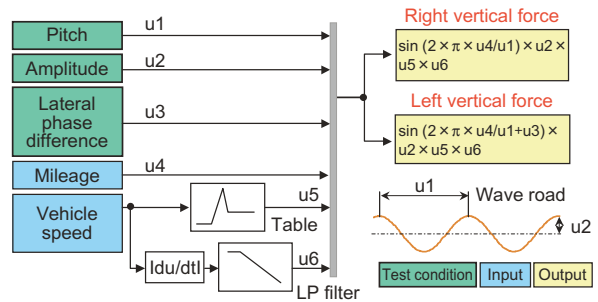 Pitch
u1
Amplitude
u2
Lateral
phase
difference
u3
Mileage
u4
Vehicle
speed
u5
Table
Idu/dtI
u6
LP filter
Right vertical force
sin (2 × π × u4/u1) × u2 ×
u5 × u6
Left vertical force
sin (2 × π × u4/u1+u3) ×
u2 × u5 × u6
u1
Wave road
u2
Test condition
Input
Output